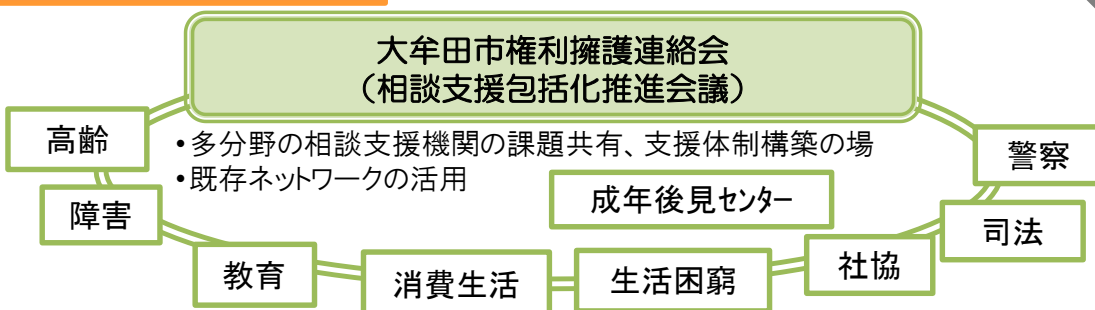 大牟田市権利擁護連絡会
（相談支援包括化推進会議）
高齢
•多分野の相談支援機関の課題共有、支援体制構築の場
•既存ネットワークの活用
警察
成年後見センター
障害
司法
教育
消費生活
生活困窮
社協